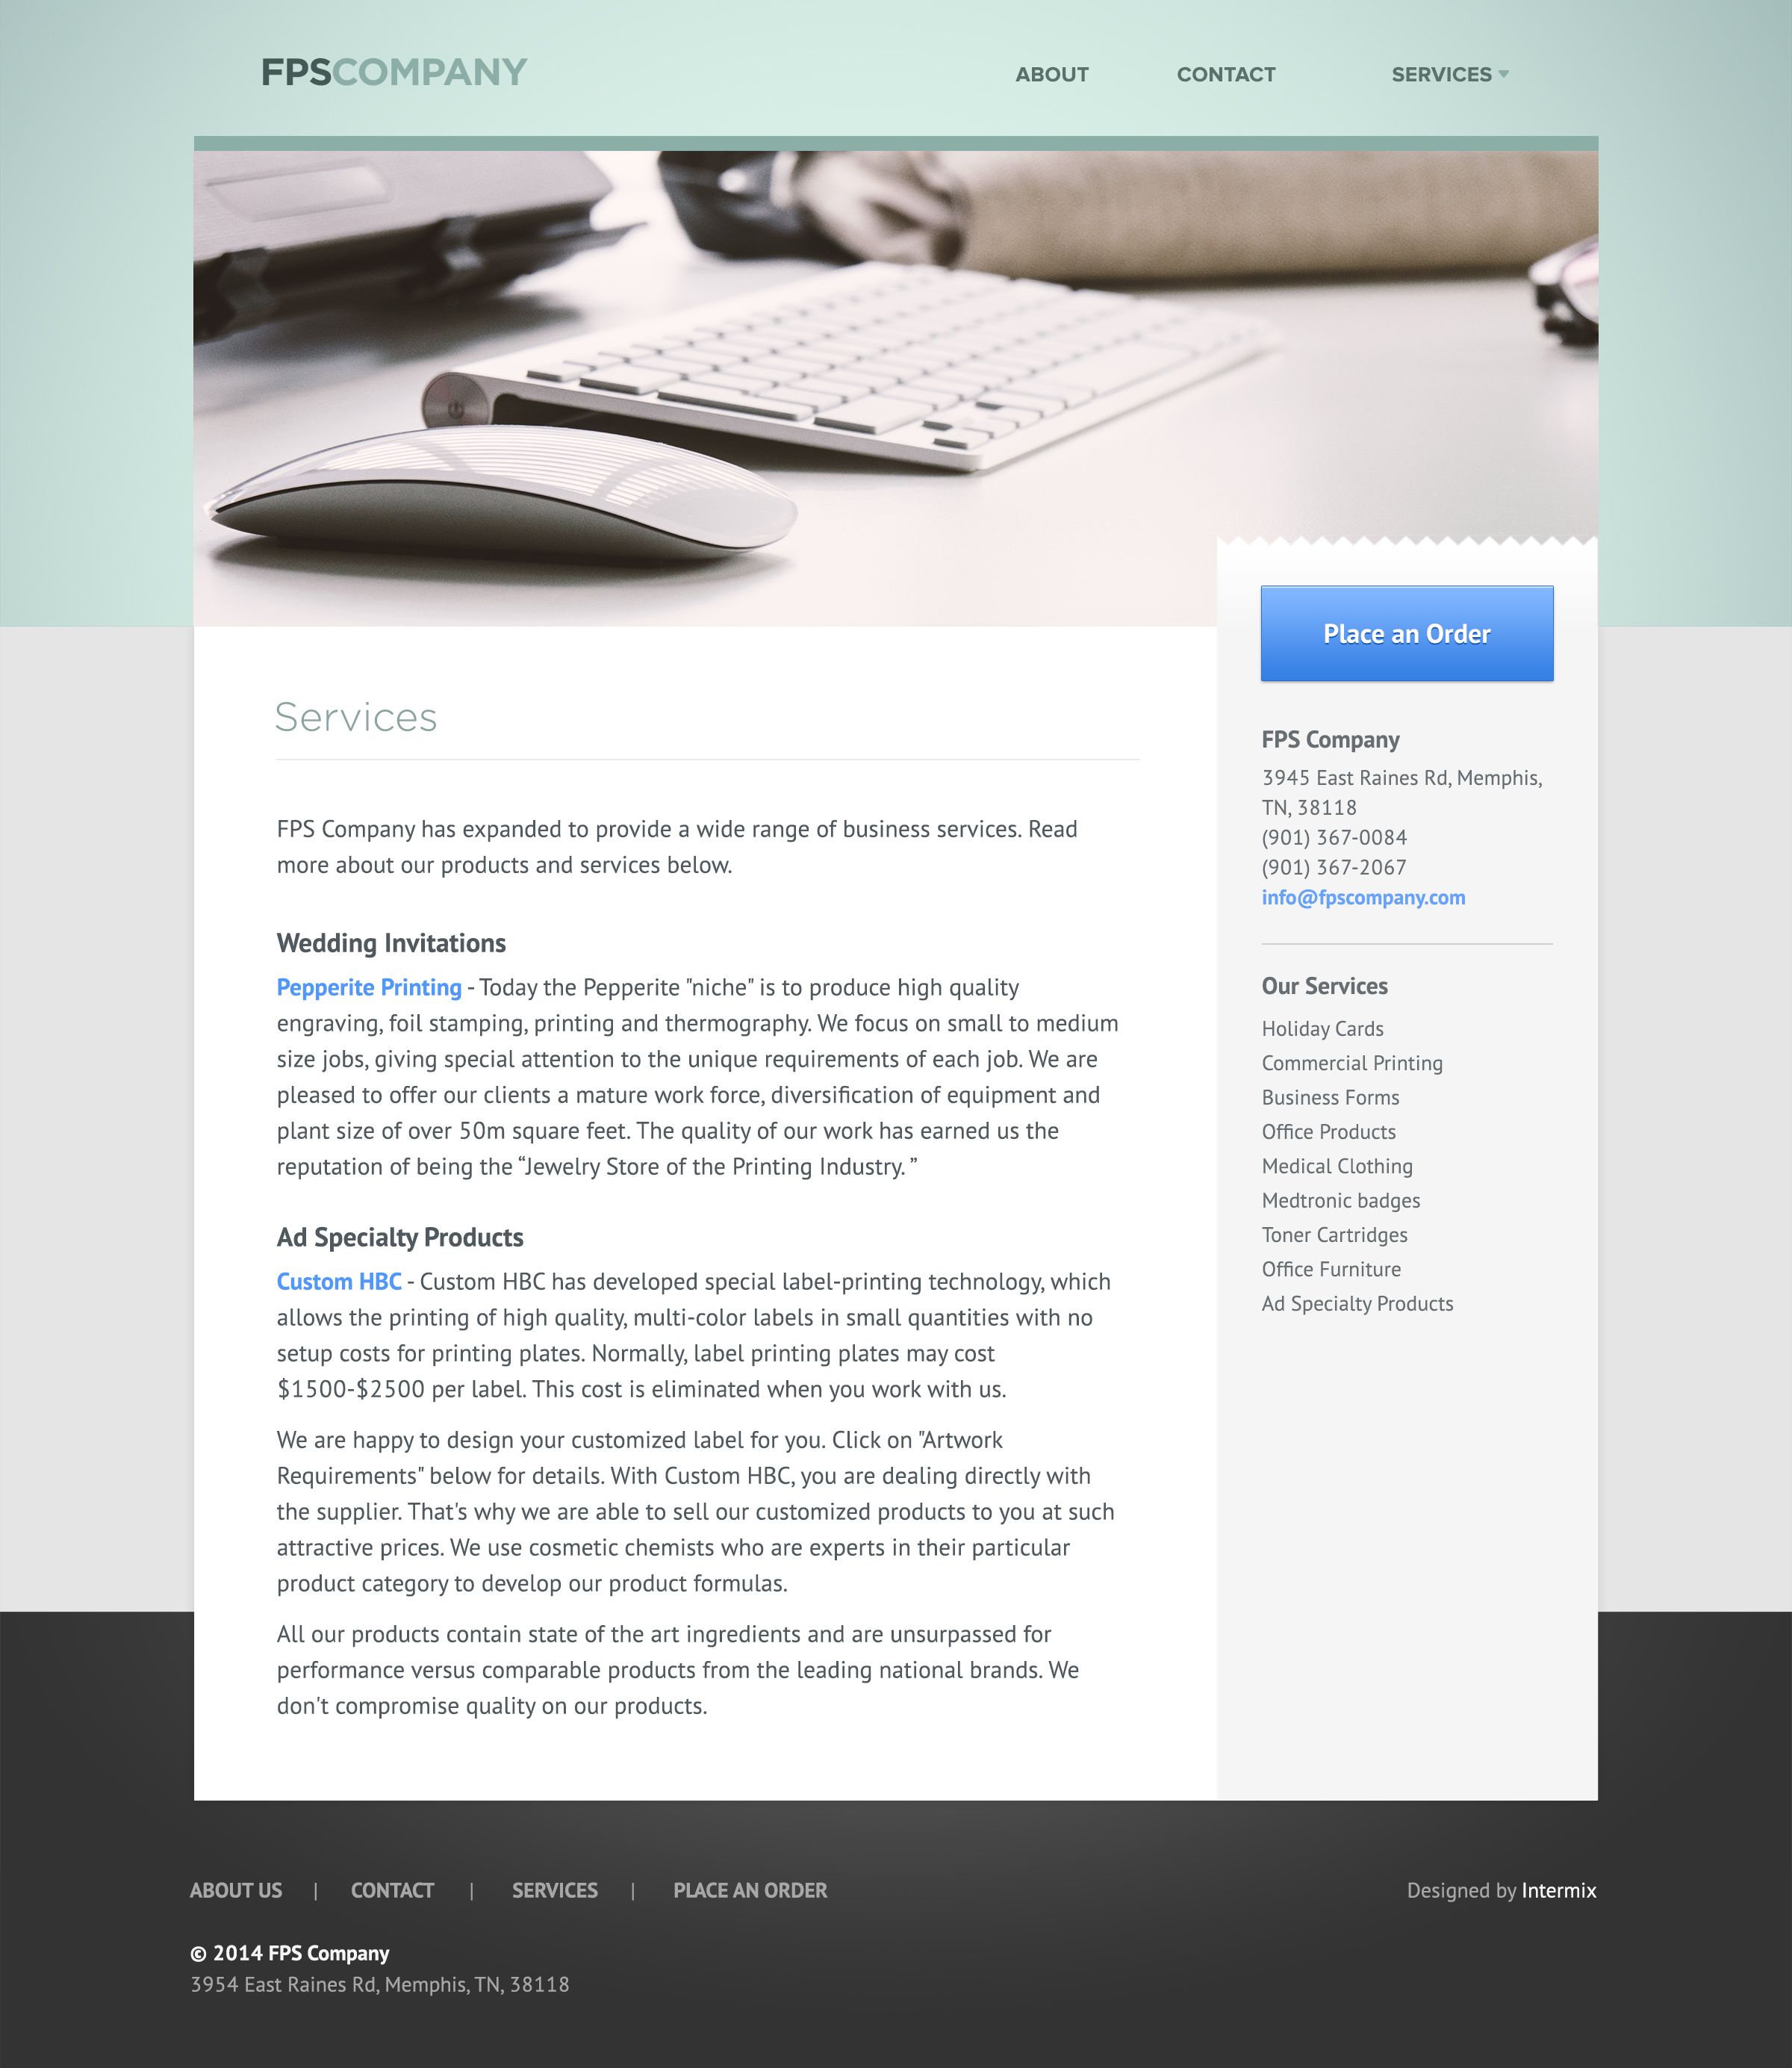 FPSCOMPANY
ABOUT
CONTACT
SERVICES
Place an Order
Services
FPS Company has expanded to provide a wide range of business services. Read
more about our products and services below.
Wedding Invitations
Pepperite Printing - Today the Pepperite "niche" is to produce high quality
engraving, foil stamping, printing and thermography. We focus on small to medium
size jobs, giving special attention to the unique requirements of each job. We are
pleased to offer our clients a mature work force, diversification of equipment and
plant size of over 50m square feet. The quality of our work has earned us the
reputation of being the “Jewelry Store of the Printing Industry. ”
Ad Specialty Products
Custom HBC - Custom HBC has developed special label-printing technology, which
allows the printing of high quality, multi-color labels in small quantities with no
setup costs for printing plates. Normally, label printing plates may cost
$1500-$2500 per label. This cost is eliminated when you work with us.
We are happy to design your customized label for you. Click on "Artwork
Requirements" below for details. With Custom HBC, you are dealing directly with
the supplier. That's why we are able to sell our customized products to you at such
attractive prices. We use cosmetic chemists who are experts in their particular
product category to develop our product formulas.
All our products contain state of the art ingredients and are unsurpassed for
performance versus comparable products from the leading national brands. We
don't compromise quality on our products.
FPS Company
3945 East Raines Rd, Memphis,
TN, 38118
(901) 367-0084
(901) 367-2067
info@fpscompany.com
Our Services
Holiday Cards
Commercial Printing
Business Forms
Office Products
Medical Clothing
Medtronic badges
Toner Cartridges
Office Furniture
Ad Specialty Products
ABOUT US | CONTACT | SERVICES | PLACE AN ORDER
Designed by Intermix
© 2014 FPS Company
3954 East Raines Rd, Memphis, TN, 38118